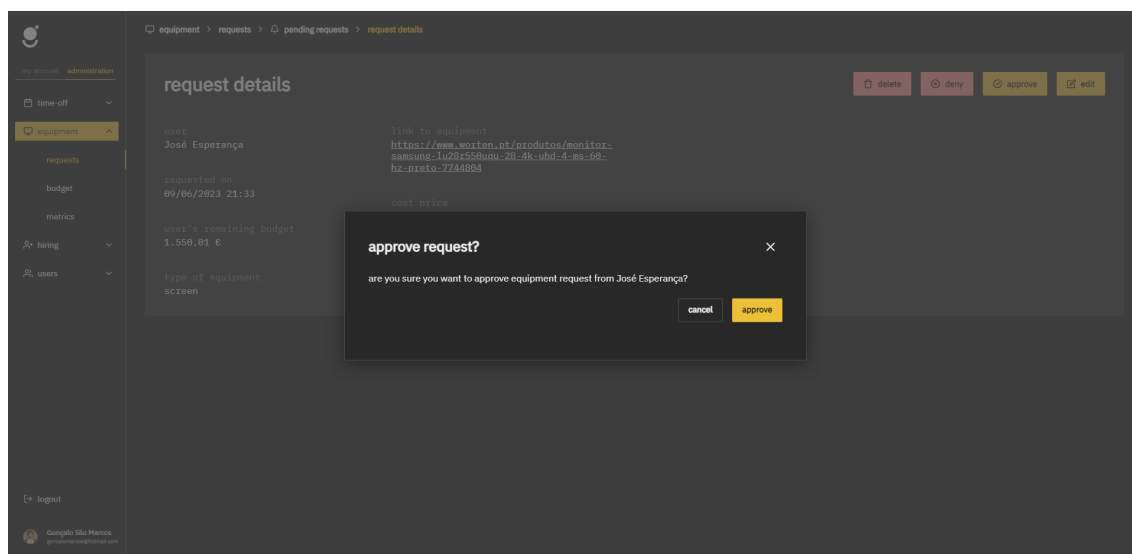 equipment > requests > pending requests > request details
my account administration
time-off
equipment
requests
budget
metrics
hiring
users
logout
Gonçalo São Marcos
request details
delete
deny
approve
edit
user
José Esperança
requested on
09/06/2023 21:33
user's remaining budget
1.550,01 €
type of equipment
screen
link to equipment
https://www.worten.pt/produtos/monitor-
samsung-lu28r550uqu-28-4k-uhd-4-ms-60-
hz-preto-7744804
cost price
approve request?
are you sure you want to approve equipment request from José Esperança?
cancel
approve